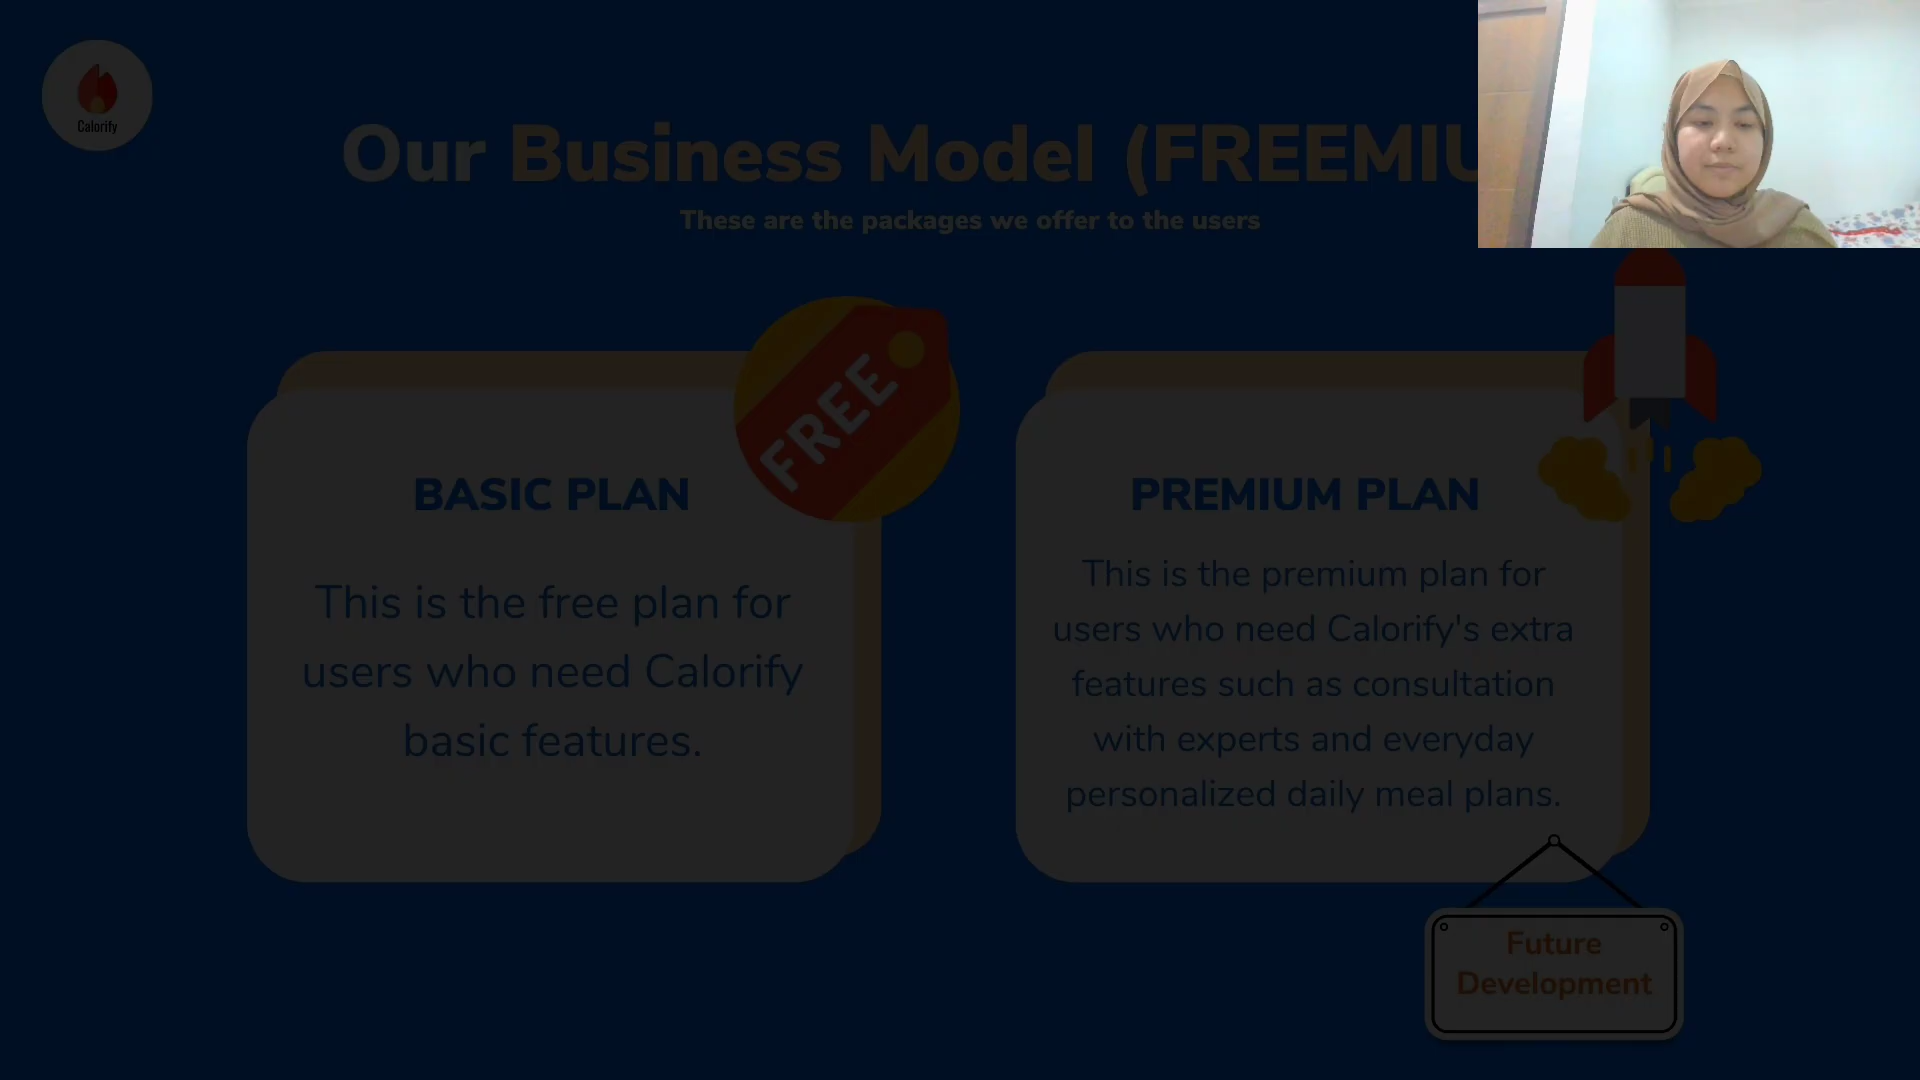 Calorify
Our Business Model (FREEMIU
These are the packages we offer to the users
FREE
BASIC PLAN
This is the free plan for
users who need Calorify
basic features.
PREMIUM PLAN
This is the premium plan for
users who need Calorify's extra
features such as consultation
with experts and everyday
personalized daily meal plans.
Future
Development